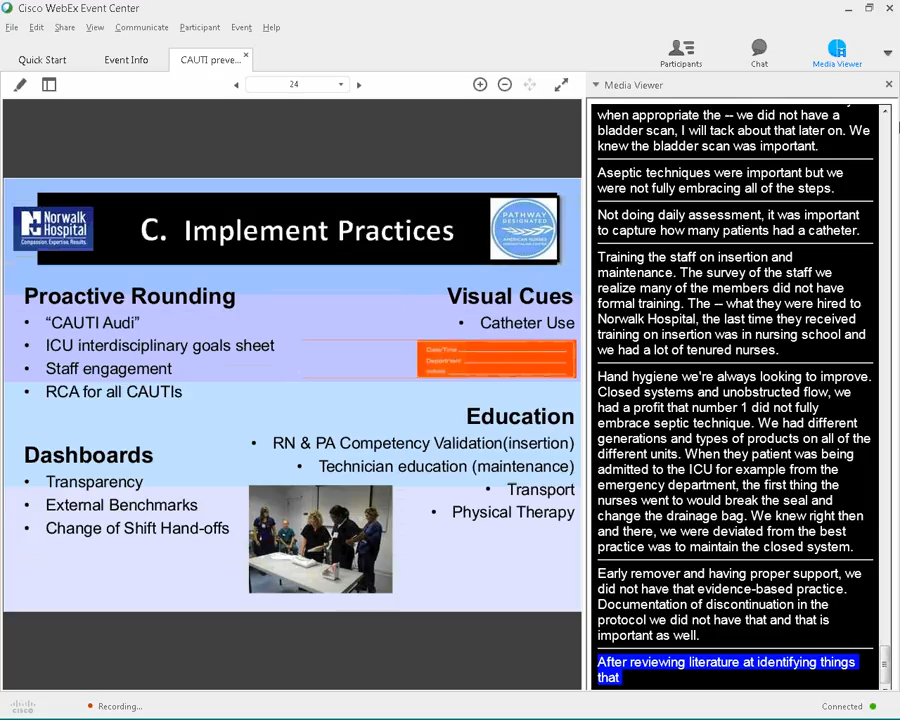 Cisco WebEx Event Center
File Edit Share View Communicate Participant Event Help
Quick Start Event Info CAUTI preve...
Participants Chat Media Viewer
24
Media Viewer
Norwalk
Hospital
Compassion. Expertise. Results.
C. Implement Practices
PATHWAY
DESIGNATED
AMERICAN NURSES
CREDENTIALING CENTER
Proactive Rounding
• “CAUTI Audi”
• ICU interdisciplinary goals sheet
• Staff engagement
• RCA for all CAUTIs
Dashboards
• Transparency
• External Benchmarks
• Change of Shift Hand-offs
Visual Cues
• Catheter Use
Date/Time
Department
Initials
Education
• RN & PA Competency Validation(insertion)
• Technician education (maintenance)
• Transport
• Physical Therapy
when appropriate the -- we did not have a
bladder scan, I will tack about that later on. We
knew the bladder scan was important.
Aseptic techniques were important but we
were not fully embracing all of the steps.
Not doing daily assessment, it was important
to capture how many patients had a catheter.
Training the staff on insertion and
maintenance. The survey of the staff we
realize many of the members did not have
formal training. The -- what they were hired to
Norwalk Hospital, the last time they received
training on insertion was in nursing school and
we had a lot of tenured nurses.
Hand hygiene we're always looking to improve.
Closed systems and unobstructed flow, we
had a profit that number 1 did not fully
embrace septic technique. We had different
generations and types of products on all of the
different units. When they patient was being
admitted to the ICU for example from the
emergency department, the first thing the
nurses went to would break the seal and
change the drainage bag. We knew right then
and there, we were deviated from the best
practice was to maintain the closed system.
Early remover and having proper support, we
did not have that evidence-based practice.
Documentation of discontinuation in the
protocol we did not have that and that is
important as well.
After reviewing literature at identifying things
that
cisco
Recording...
Connected